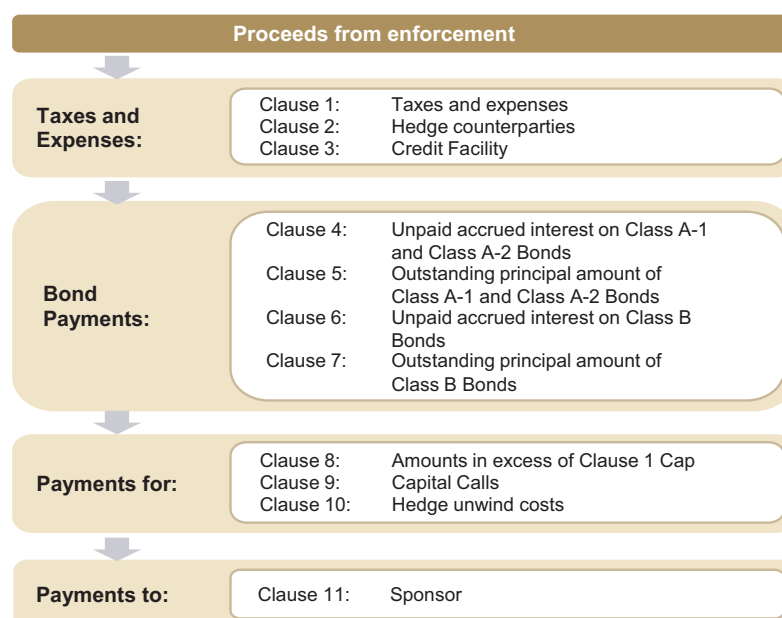 Proceeds from enforcement
Taxes and
Expenses:
Clause 1: Taxes and expenses
Clause 2: Hedge counterparties
Clause 3: Credit Facility
Bond
Payments:
Clause 4: Unpaid accrued interest on Class A-1
and Class A-2 Bonds
Clause 5: Outstanding principal amount of
Class A-1 and Class A-2 Bonds
Clause 6: Unpaid accrued interest on Class B
Bonds
Clause 7: Outstanding principal amount of
Class B Bonds
Payments for:
Clause 8: Amounts in excess of Clause 1 Cap
Clause 9: Capital Calls
Clause 10: Hedge unwind costs
Payments to:
Clause 11: Sponsor